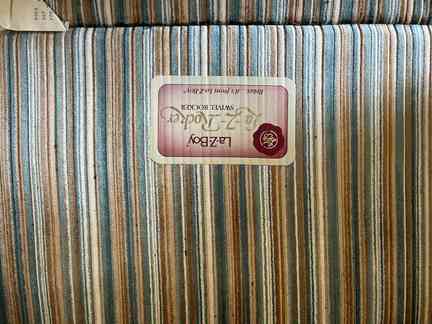 La-Z-Boy®
La-Z-Rocker
SWIVEL ROCKER
Relax...it's from La-Z-Boy®